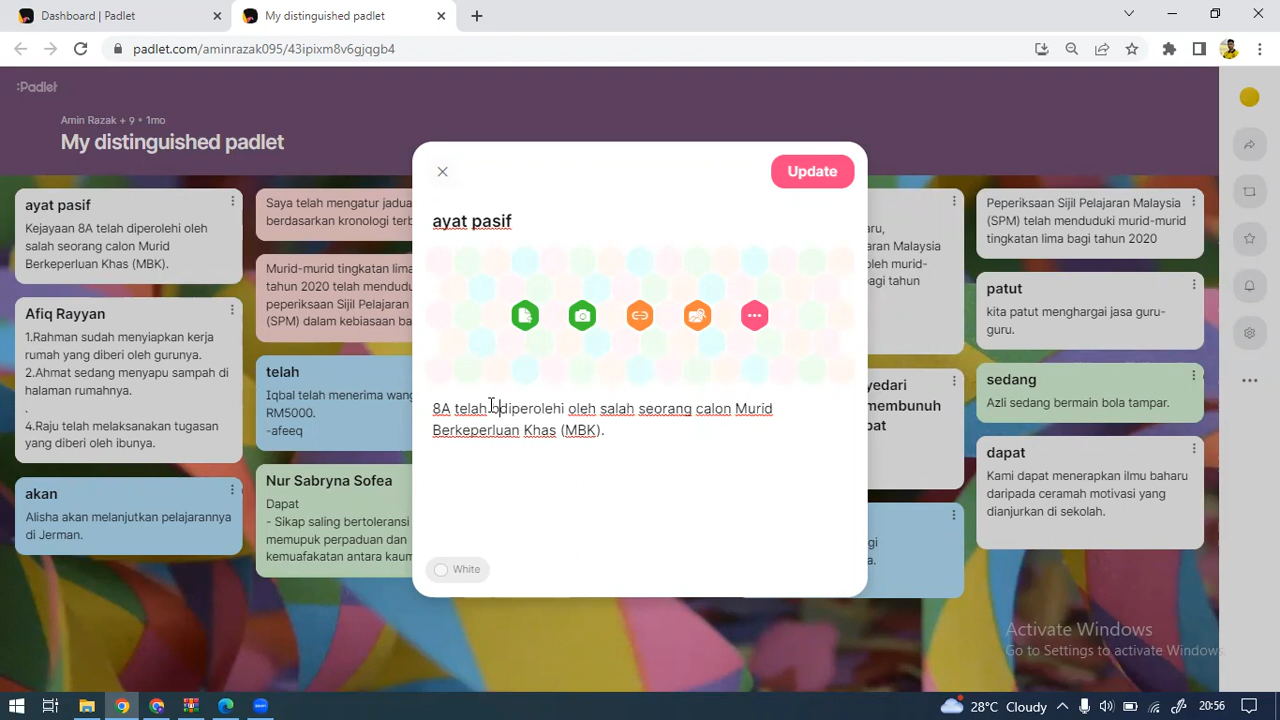 Dashboard | Padlet
My distinguished padlet
padlet.com/aminrazak095/43ipixm8v6gjqgb4
:Padlet
Amin Razak + 9 • 1mo
My distinguished padlet
ayat pasif
Kejayaan 8A telah diperolehi oleh
salah seorang calon Murid
Berkeperluan Khas (MBK).
Afiq Rayyan
1.Rahman sudah menyiapkan kerja
rumah yang diberi oleh gurunya.
2.Ahmat sedang menyapu sampah di
halaman rumahnya.
.
4.Raju telah melaksanakan tugasan
yang diberi oleh ibunya.
akan
Alisha akan melanjutkan pelajarannya
di Jerman.
Saya telah mengatur
berdasarkan kronologi
Murid-murid tingkatan lima
tahun 2020 telah
peperiksaan Sijil Pelajaran
(SPM) dalam kebiasaan
telah
Iqbal telah menerima
RM5000.
-afeeq
Nur Sabryna Sofea
Dapat
- Sikap saling bertoleransi
memupuk perpaduan dan
kemuafakatan antara
Update
ayat pasif
8A telah diperolehi oleh salah seorang calon Murid
Berkeperluan Khas (MBK).
White
Malaysia
oleh murid-
bagi tahun
membunuh
Peperiksaan Sijil Pelajaran Malaysia
(SPM) telah menduduki murid-murid
tingkatan lima bagi tahun 2020
patut
kita patut menghargai jasa guru-
guru.
sedang
Azli sedang bermain bola tampar.
dapat
Kami dapat menerapkan ilmu baharu
daripada ceramah motivasi yang
dianjurkan di sekolah.
Activate Windows
Go to Settings to activate Windows.
28°C Cloudy
ENG
20:56